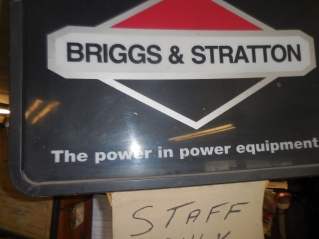 BRIGGS & STRATTON
The power in power equipment
STAFF